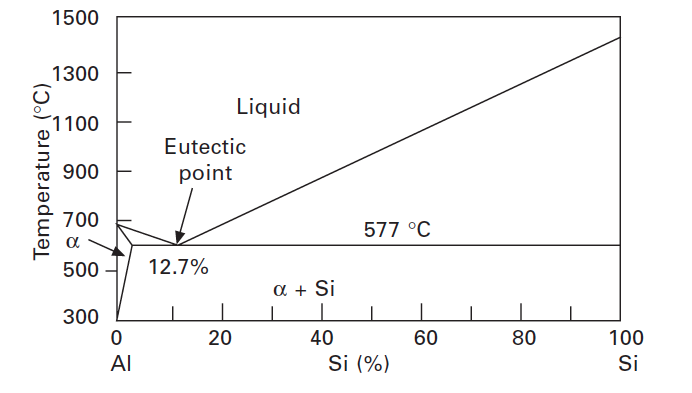 1500
1300
1100
900
700
500
300
Temperature (°C)
Liquid
Eutectic
point
577 °C
α
12.7%
α + Si
0
20
40
60
80
100
Al
Si (%)
Si